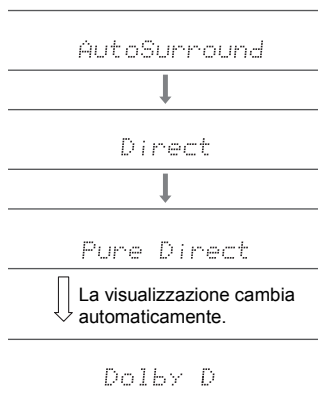 AutoSurround
Direct
Pure Direct
La visualizzazione cambia
automaticamente.
Dolby D